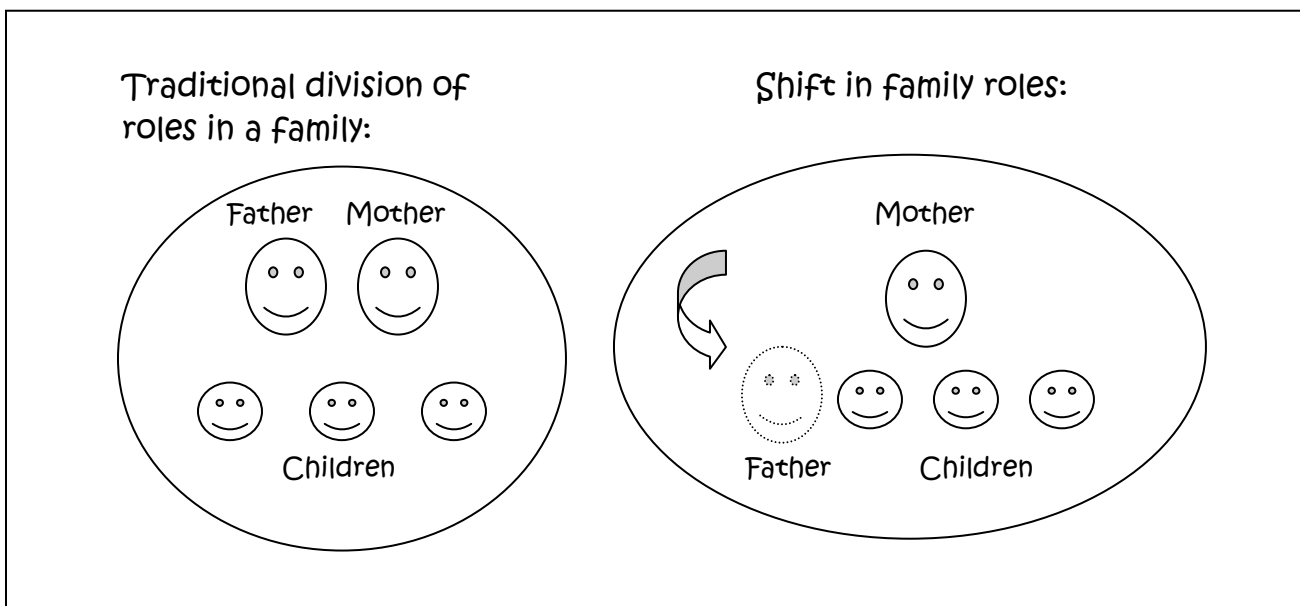 Traditional division of
roles in a family:
Father Mother
Children
Shift in family roles:
Mother
Father Children